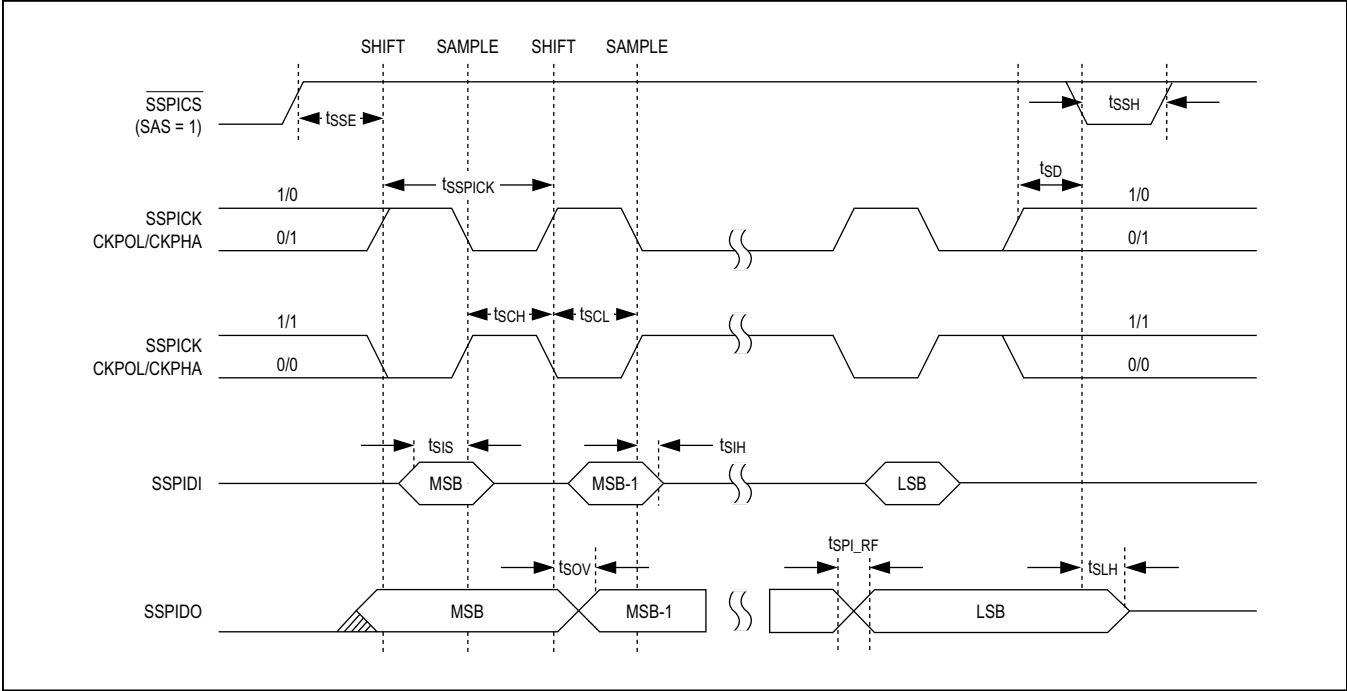 SHIFT SAMPLE SHIFT SAMPLE
SSPICS
(SAS = 1)
tSSE
tSSH
tSSPICK
tSD
1/0
1/0
SSPICK
CKPOL/CKPHA
0/1
0/1
tSCH
tSCL
1/1
1/1
SSPICK
CKPOL/CKPHA
0/0
0/0
tSIS
tSIH
SSPIDI
MSB
MSB-1
LSB
tSOV
tSPI_RF
tSLH
SSPIDO
MSB
MSB-1
LSB